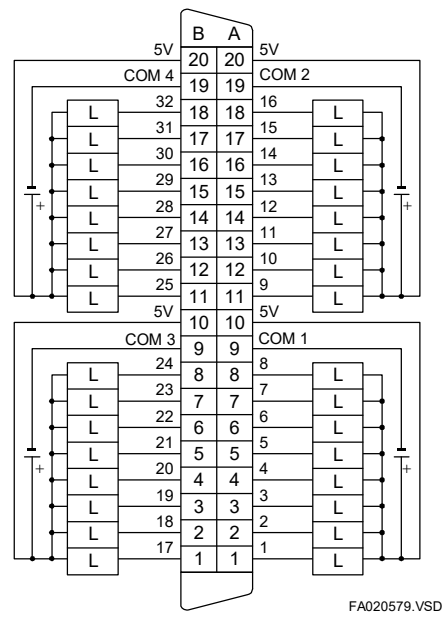 B A
5V 20 20 5V
COM 4 19 19 COM 2
L 32 18 18 16 L
L 31 17 17 15 L
L 30 16 16 14 L
L 29 15 15 13 L
+ L 28 14 14 12 L +
L 27 13 13 11 L
L 26 12 12 10 L
L 25 11 11 9 L
5V 10 10 5V
COM 3 9 9 COM 1
L 24 8 8 8 L
L 23 7 7 7 L
L 22 6 6 6 L
L 21 5 5 5 L
+ L 20 4 4 4 L +
L 19 3 3 3 L
L 18 2 2 2 L
L 17 1 1 1 L
FA020579.VSD